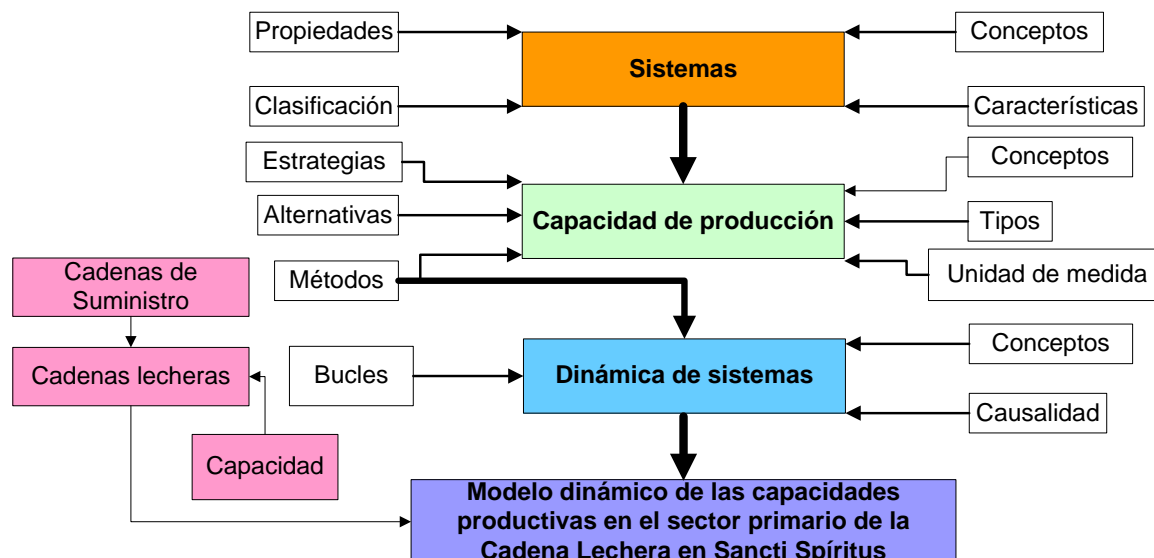 Propiedades
Conceptos
Sistemas
Clasificación
Características
Estrategias
Conceptos
Alternativas
Capacidad de producción
Tipos
Métodos
Unidad de medida
Cadenas de
Suministro
Conceptos
Cadenas lecheras
Bucles
Dinámica de sistemas
Causalidad
Capacidad
Modelo dinámico de las capacidades
productivas en el sector primario de la
Cadena Lechera en Sancti Spíritus